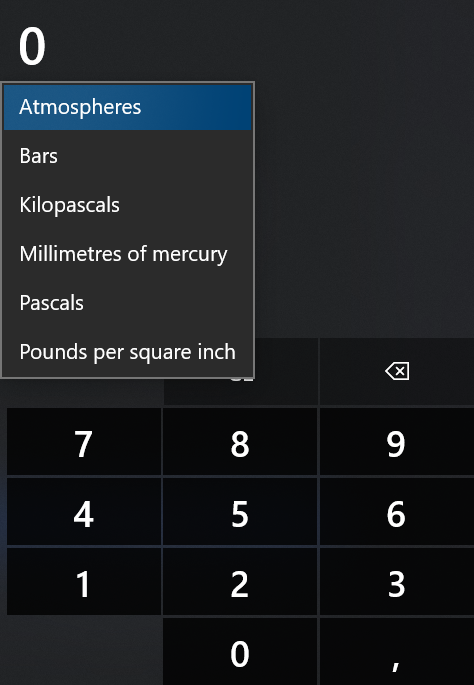 0
Atmospheres
Bars
Kilopascals
Millimetres of mercury
Pascals
Pounds per square inch
7 8 9
4 5 6
1 2 3
0 ,